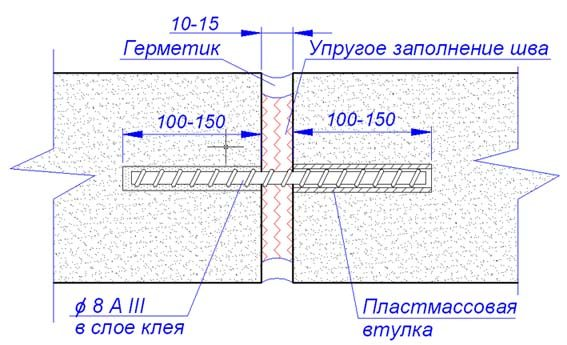 10-15
Герметик
Упругое заполнение шва
100-150
100-150
ϕ 8 А III
в слое клея
Пластмассовая
втулка